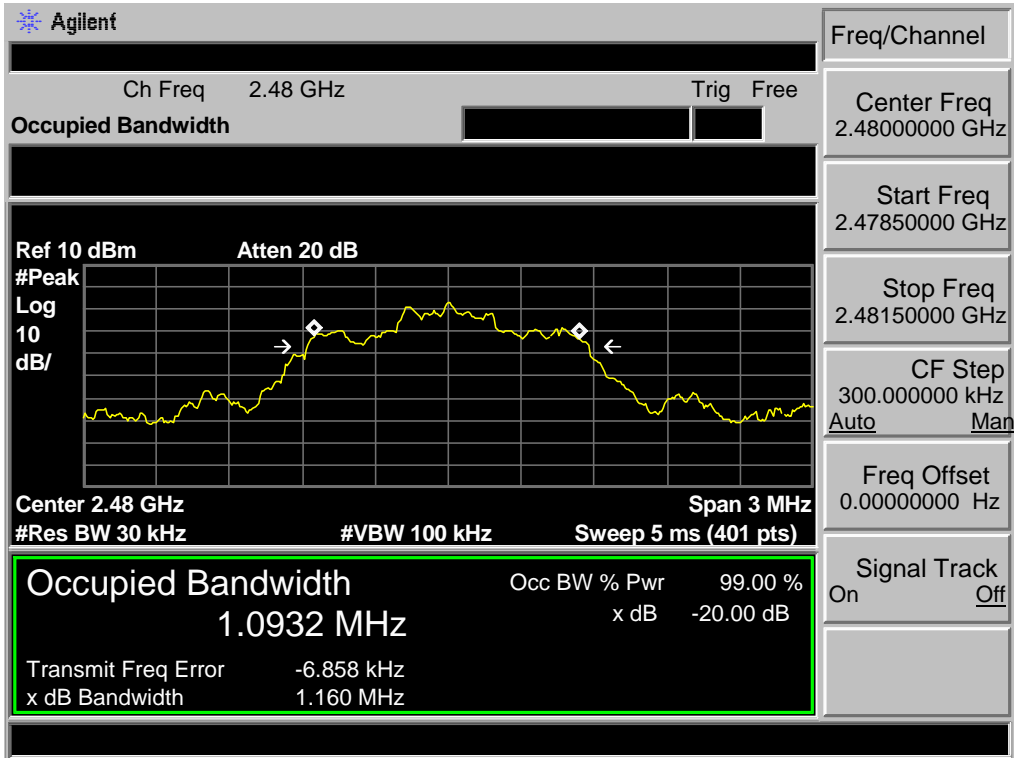 Agilent
Freq/Channel
Ch Freq 2.48 GHz Trig Free
Occupied Bandwidth
Center Freq
2.48000000 GHz
Start Freq
2.47850000 GHz
Stop Freq
2.48150000 GHz
CF Step
300.000000 kHz
Auto Man
Freq Offset
0.00000000 Hz
Signal Track
On Off
Ref 10 dBm Atten 20 dB
#Peak
Log
10
dB/
Center 2.48 GHz Span 3 MHz
#Res BW 30 kHz #VBW 100 kHz Sweep 5 ms (401 pts)
Occupied Bandwidth Occ BW % Pwr 99.00 %
1.0932 MHz x dB -20.00 dB
Transmit Freq Error -6.858 kHz
x dB Bandwidth 1.160 MHz